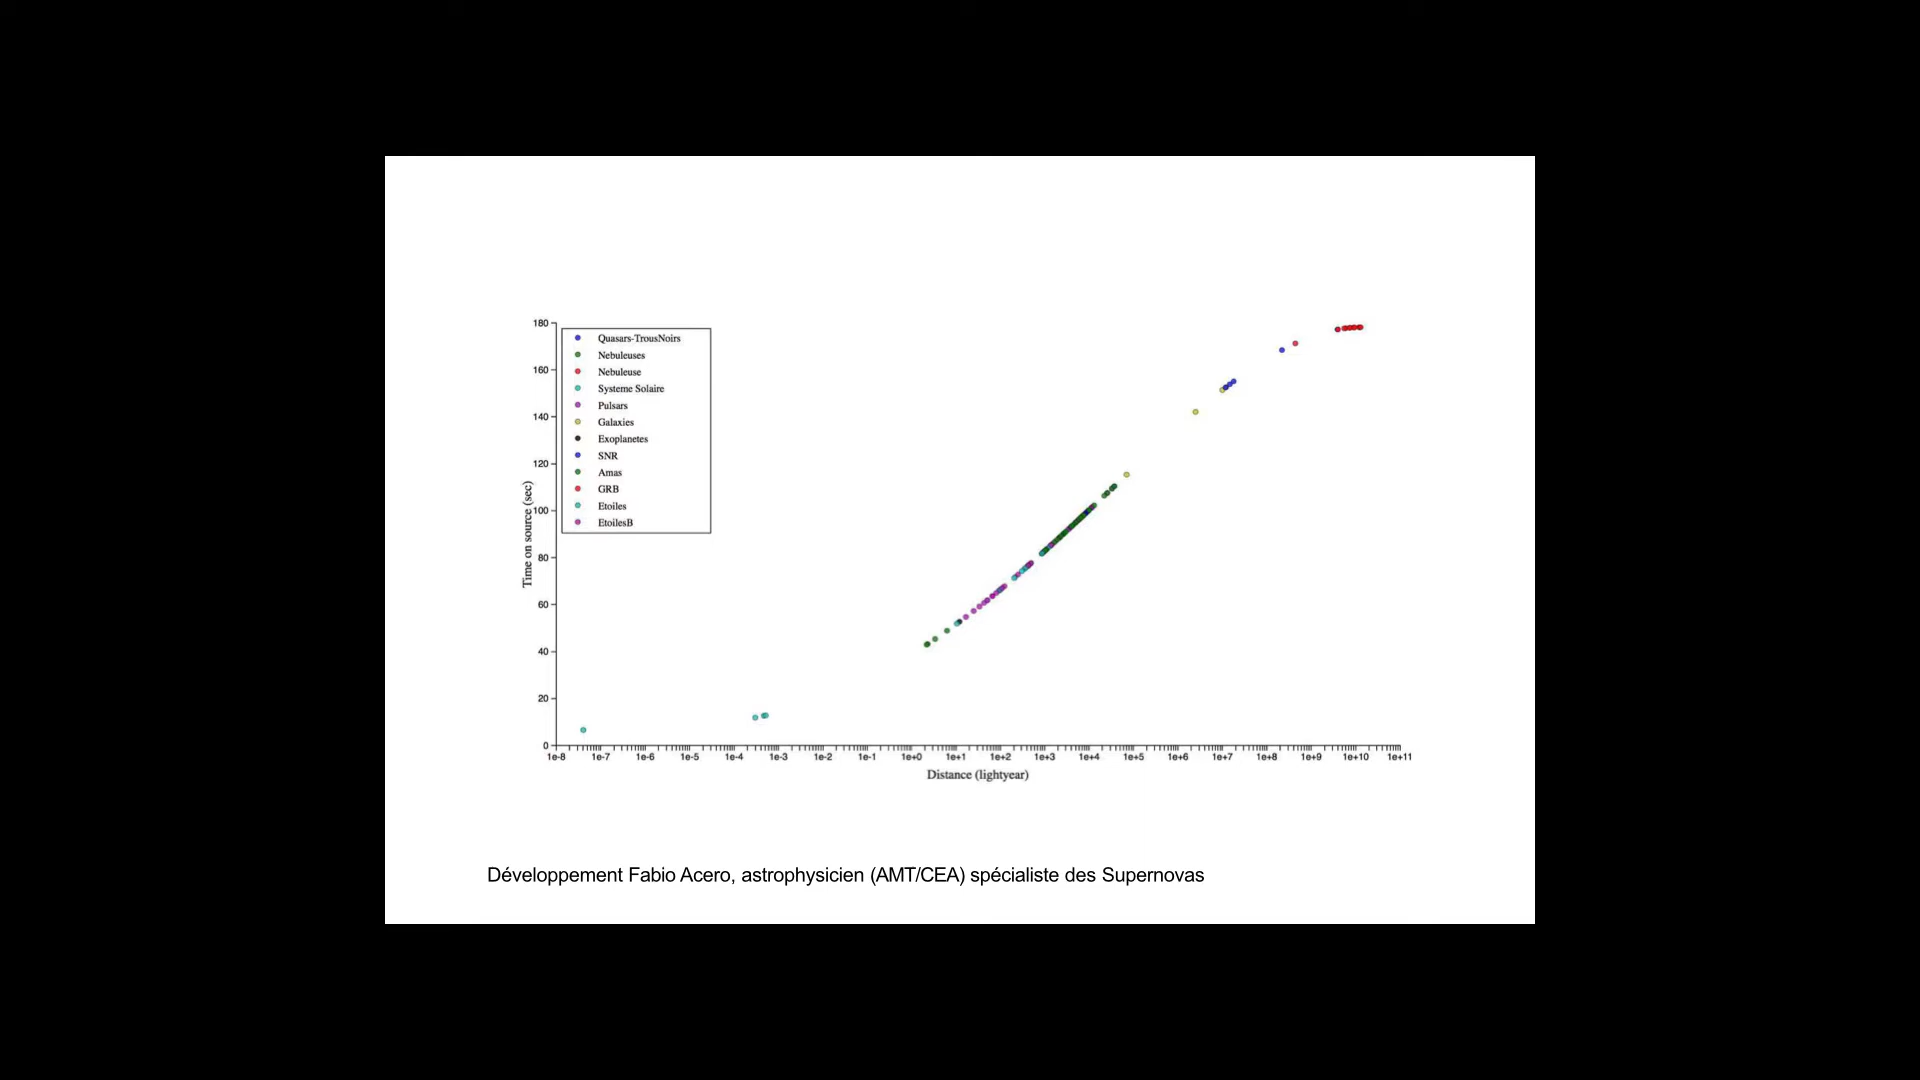 180
160
140
120
100
80
60
40
20
0
Time on source (sec)
Quasars-TrousNoirs
Nebuleuses
Nebuleuse
Systeme Solaire
Pulsars
Galaxies
Exoplanetes
SNR
Amas
GRB
Etoiles
EtoilesB
1e-8 1e-7 1e-6 1e-5 1e-4 1e-3 1e-2 1e-1 1e+0 1e+1 1e+2 1e+3 1e+4 1e+5 1e+6 1e+7 1e+8 1e+9 1e+10 1e+11
Distance (lightyear)
Développement Fabio Acero, astrophysicien (AMT/CEA) spécialiste des Supernovas